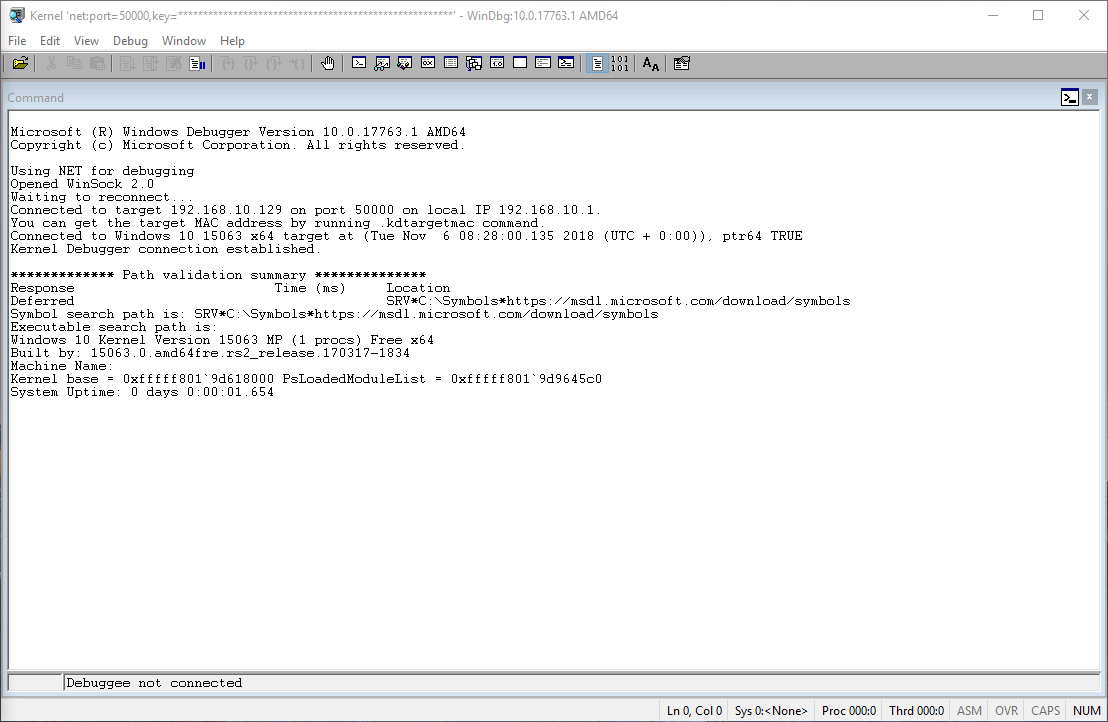 Kernel 'net:port=50000,key=*****************************************************' - WinDbg:10.0.17763.1 AMD64
File Edit View Debug Window Help
Command
Microsoft (R) Windows Debugger Version 10.0.17763.1 AMD64
Copyright (c) Microsoft Corporation. All rights reserved.
Using NET for debugging
Opened WinSock 2.0
Waiting to reconnect...
Connected to target 192.168.10.129 on port 50000 on local IP 192.168.10.1.
You can get the target MAC address by running .kdtargetmac command.
Connected to Windows 10 15063 x64 target at (Tue Nov  6 08:28:00.135 2018 (UTC + 0:00)), ptr64 TRUE
Kernel Debugger connection established.
************* Path validation summary **************
Response                         Time (ms)     Location
Deferred                                       SRV*C:\Symbols*https://msdl.microsoft.com/download/symbols
Symbol search path is: SRV*C:\Symbols*https://msdl.microsoft.com/download/symbols
Executable search path is:
Windows 10 Kernel Version 15063 MP (1 procs) Free x64
Built by: 15063.0.amd64fre.rs2_release.170317-1834
Machine Name:
Kernel base = 0xfffff801`9d618000 PsLoadedModuleList = 0xfffff801`9d9645c0
System Uptime: 0 days 0:00:01.654
Debuggee not connected
Ln 0, Col 0 Sys 0:<None> Proc 000:0 Thrd 000:0 ASM OVR CAPS NUM